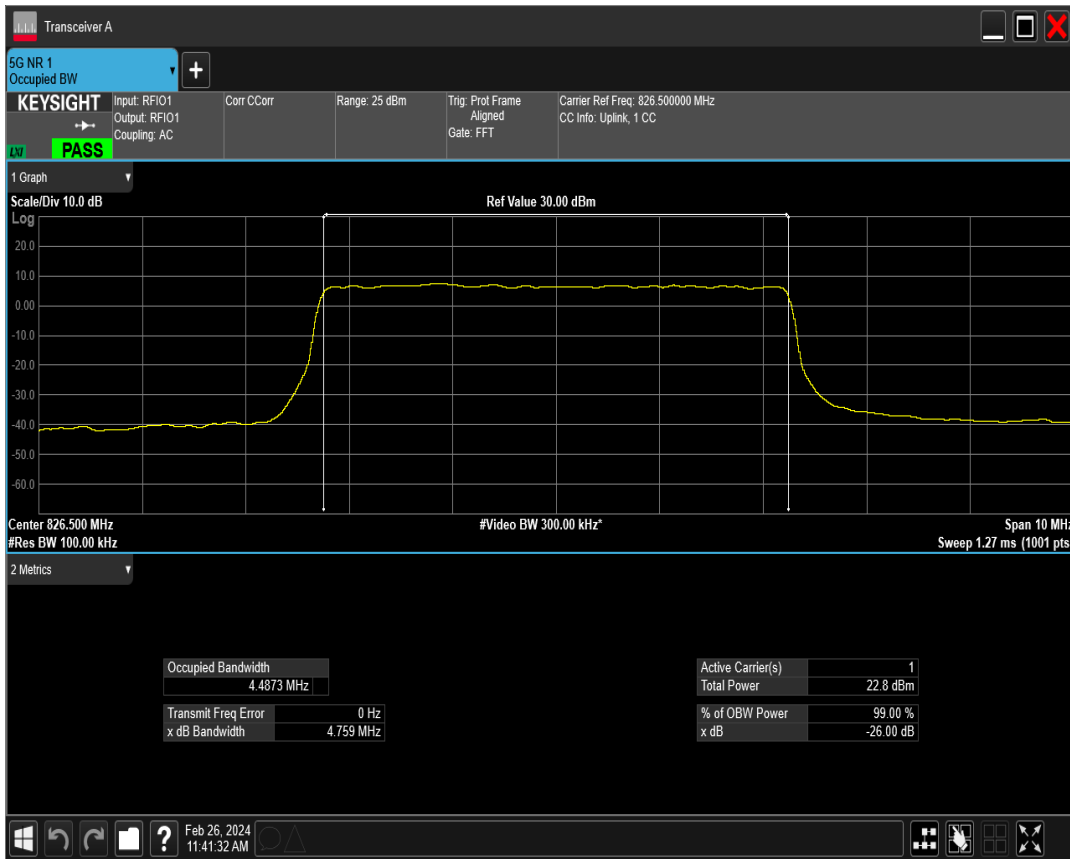 Transceiver A
5G NR 1
Occupied BW
KEYSIGHT
LXI
PASS
Input: RFIO1
Output: RFIO1
Coupling: AC
Corr CCorr
Range: 25 dBm
Trig: Prot Frame
Aligned
Gate: FFT
Carrier Ref Freq: 826.500000 MHz
CC Info: Uplink, 1 CC
1 Graph
Scale/Div 10.0 dB
Ref Value 30.00 dBm
Log
20.0
10.0
0.00
-10.0
-20.0
-30.0
-40.0
-50.0
-60.0
Center 826.500 MHz
#Video BW 300.00 kHz*
Span 10 MHz
#Res BW 100.00 kHz
Sweep 1.27 ms (1001 pts
2 Metrics
Occupied Bandwidth
4.4873 MHz
Transmit Freq Error 0 Hz
x dB Bandwidth 4.759 MHz
Active Carrier(s) 1
Total Power 22.8 dBm
% of OBW Power 99.00 %
x dB -26.00 dB
?
Feb 26, 2024
11:41:32 AM